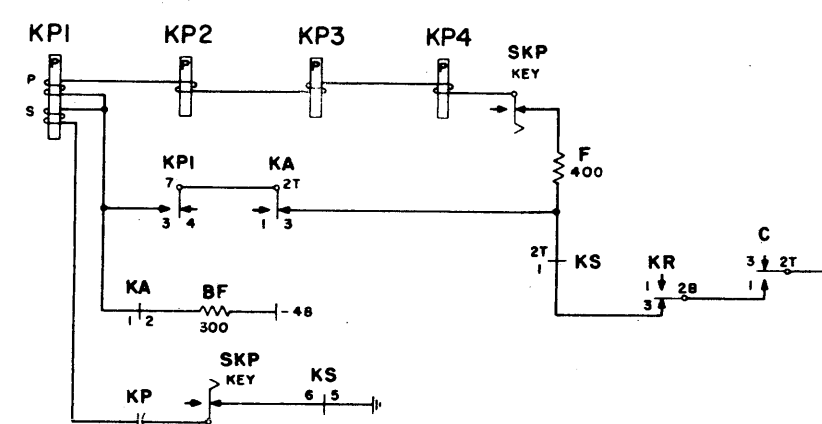 KP1 KP2 KP3 KP4 SKP
KEY
P P P P
P
S
F
400
KP1 KA
7 2T
3 4 1 3
2T
1 KS KR C
1 2B 3 2T
3 1
KA BF
1 2 300 -48
SKP
KEY KS
KP 6 5